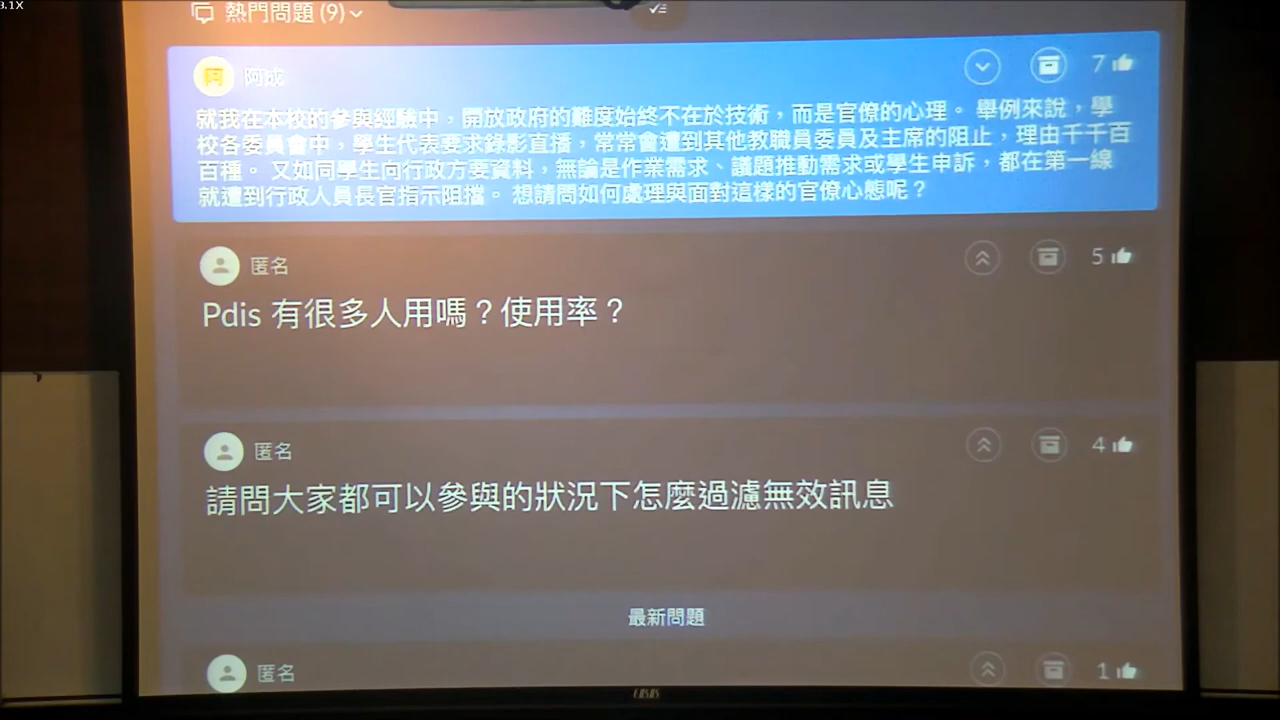 3.1X
熱門問題 (9)
阿 阿成 7
就我在本校的參與經驗中，開放政府的難度始終不在於技術，而是官僚的心理。 舉例來說，學
校各委員會中，學生代表要求錄影直播，常常會遭到其他教職員委員及主席的阻止，理由千千百
百種。 又如同學生向行政方要資料，無論是作業需求、議題推動需求或學生申訴，都在第一線
就遭到行政人員長官指示阻擋。 想請問如何處理與面對這樣的官僚心態呢？
匿名 5
Pdis 有很多人用嗎？使用率？
匿名 4
請問大家都可以參與的狀況下怎麼過濾無效訊息
最新問題
匿名 1